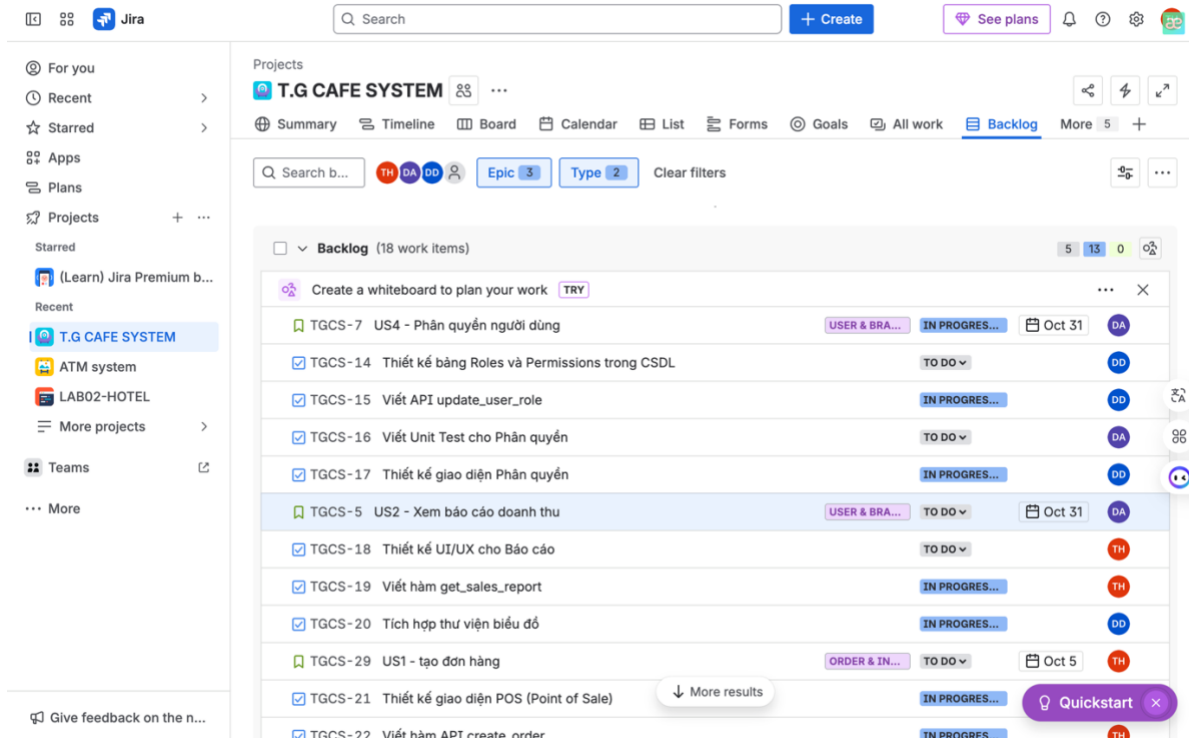 Jira
Search
+ Create
See plans
For you
Recent
Starred
Apps
Plans
Projects
Starred
(Learn) Jira Premium b...
Recent
T.G CAFE SYSTEM
ATM system
LAB02-HOTEL
More projects
Teams
More
Give feedback on the n...
Projects
T.G CAFE SYSTEM
Summary Timeline Board Calendar List Forms Goals All work Backlog More 5
Search b... TH DA DD Epic 3 Type 2 Clear filters
Backlog (18 work items) 5 13 0
Create a whiteboard to plan your work TRY
TGCS-7 US4 - Phân quyền người dùng USER & BRA... IN PROGRES... Oct 31 DA
TGCS-14 Thiết kế bảng Roles và Permissions trong CSDL TO DO DD
TGCS-15 Viết API update_user_role IN PROGRES... DD
TGCS-16 Viết Unit Test cho Phân quyền TO DO DA
TGCS-17 Thiết kế giao diện Phân quyền IN PROGRES... DD
TGCS-5 US2 - Xem báo cáo doanh thu USER & BRA... TO DO Oct 31 DA
TGCS-18 Thiết kế UI/UX cho Báo cáo TO DO TH
TGCS-19 Viết hàm get_sales_report IN PROGRES... TH
TGCS-20 Tích hợp thư viện biểu đồ IN PROGRES... DD
TGCS-29 US1 - tạo đơn hàng ORDER & IN... TO DO Oct 5 TH
TGCS-21 Thiết kế giao diện POS (Point of Sale) IN PROGRES...
More results
Quickstart
TGCS-22 Viết hàm API create_order IN PROGRES... TH